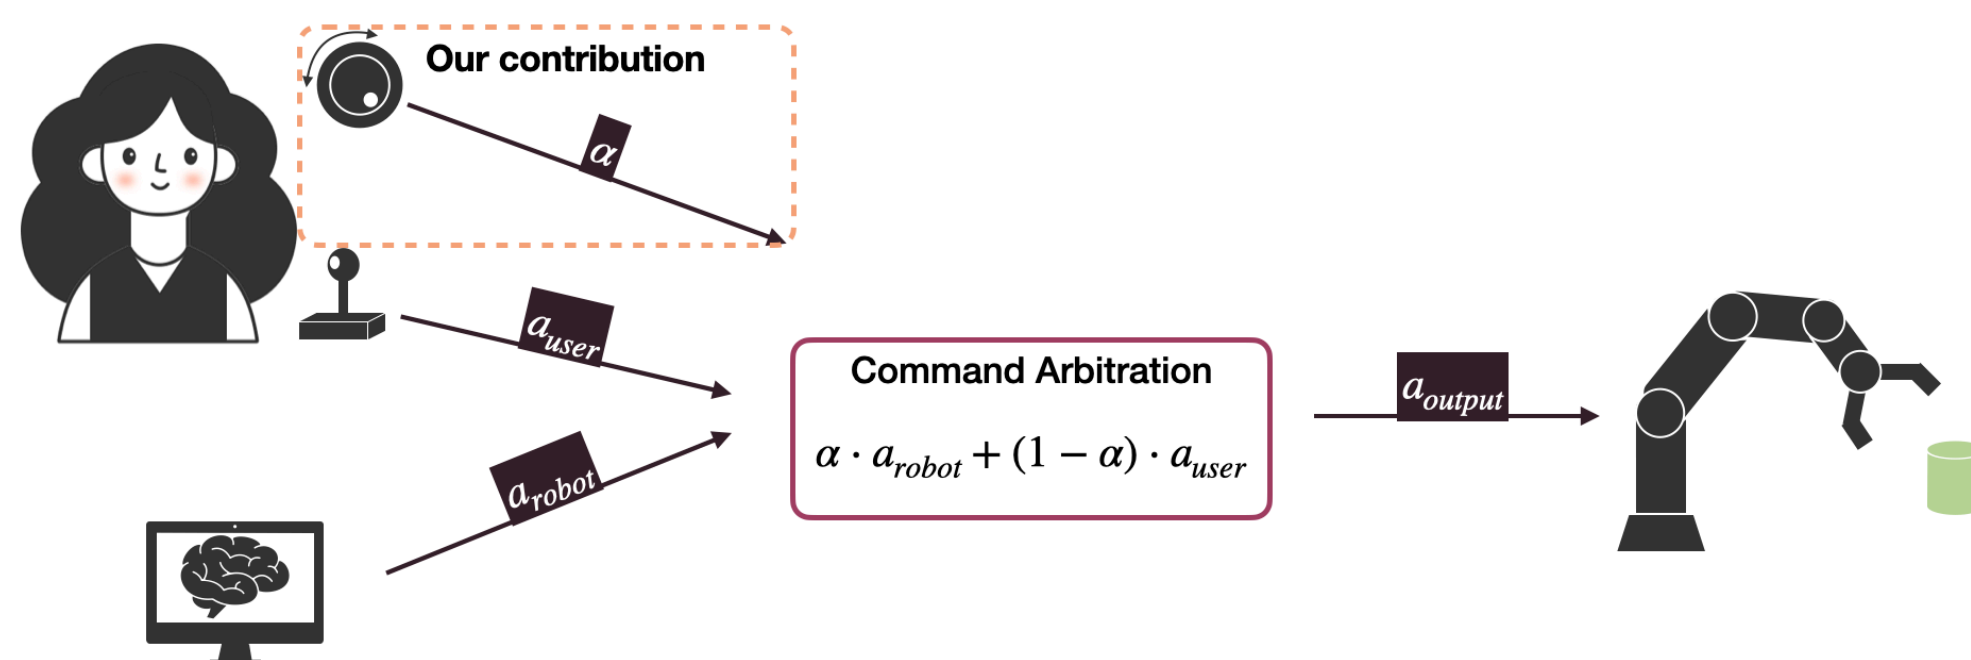 Our contribution
α
a_user
a_robot
Command Arbitration
α · a_robot + (1 − α) · a_user
a_output